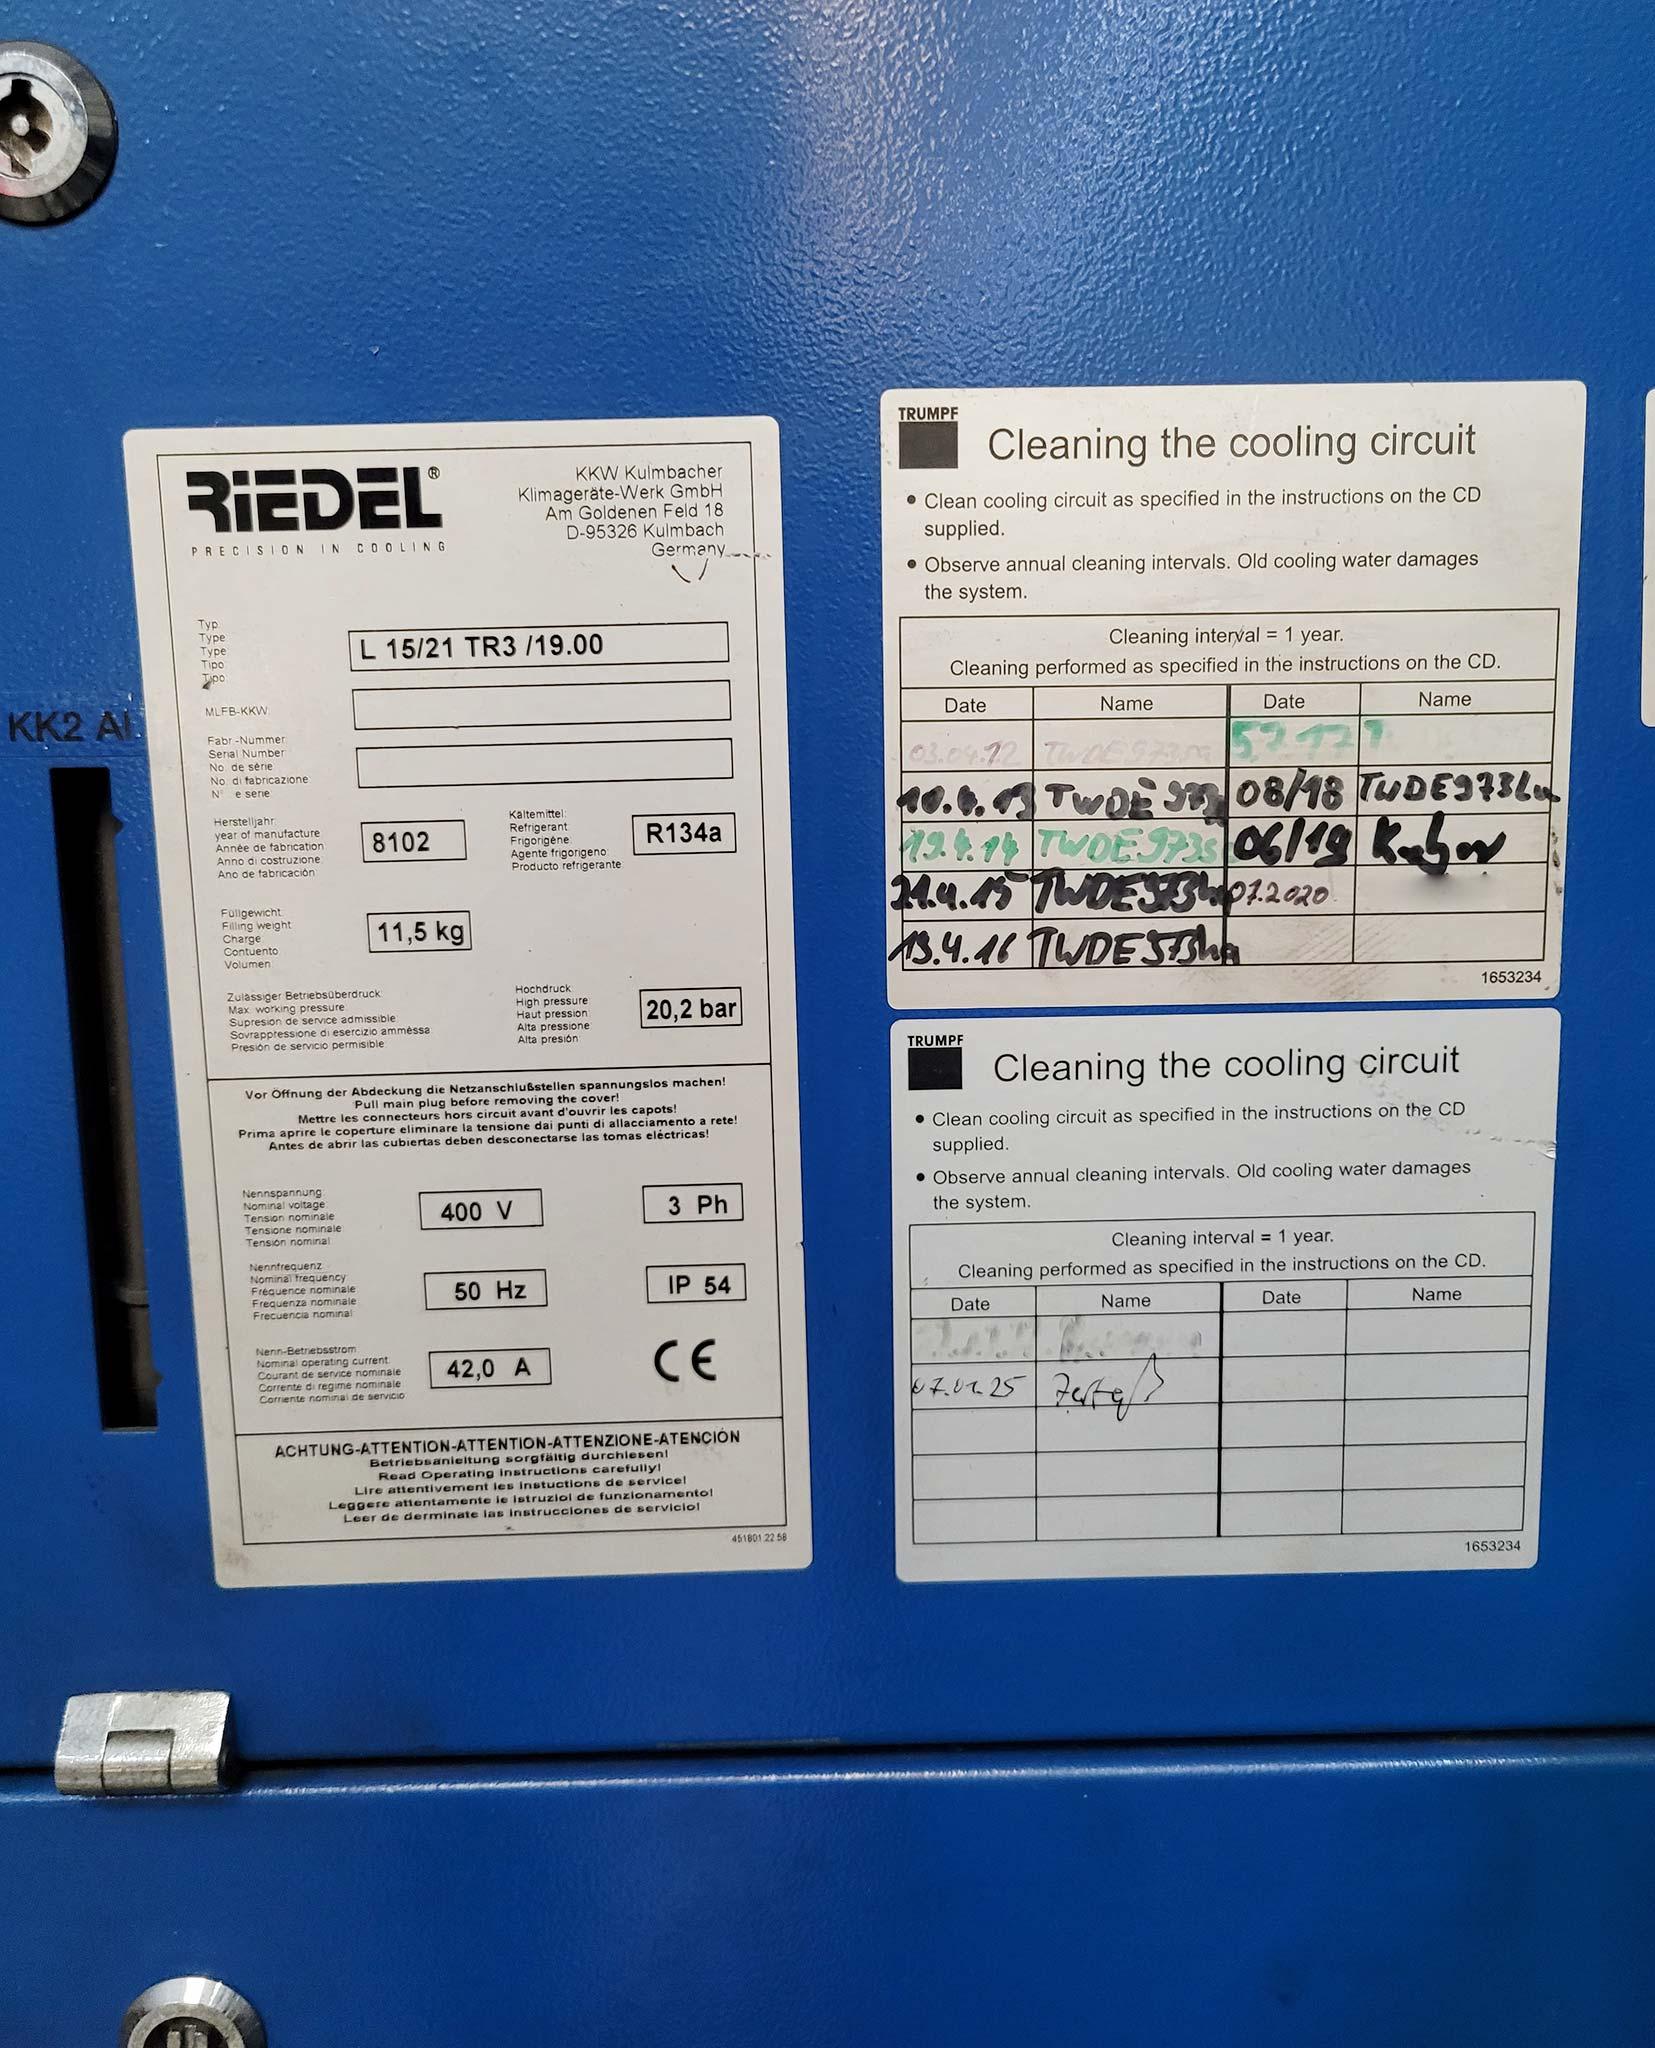 KK2 AI
RIEDEL®
PRECISION IN COOLING
KKW Kulmbacher
Klimageräte-Werk GmbH
Am Goldenen Feld 18
D-95326 Kulmbach
Germany
Typ
Type
Type
Tipo
Tipo
L 15/21 TR3 /19.00
MLFB-KKW
Fabr.-Nummer
Serial Number
No. de série
No. di fabricazione
N° e serie
Herstelljahr
year of manufacture
Année de fabrication
Anno di costruzione
Ano de fabricación
8102
Kältemittel:
Refrigerant
Frigorigène
Agente frigorigeno
Producto refrigerante
R134a
Füllgewicht
Filling weight
Charge
Contuento
Volumen
11,5 kg
Zulässiger Betriebsüberdruck
Max. working pressure
Supresion de service admissible
Sovrappressione di esercizio ammèssa
Presión de servicio permisible
Hochdruck
High pressure
Haut pression
Alta pressione
Alta presión
20,2 bar
Vor Öffnung der Abdeckung die Netzanschlußstellen spannungslos machen!
Pull main plug before removing the cover!
Mettre les connecteurs hors circuit avant d'ouvrir les capots!
Prima aprire le coperture eliminare la tensione dai punti di allacciamento a rete!
Antes de abrir las cubiertas deben desconectarse las tomas eléctricas!
Nennspannung
Nominal voltage
Tension nominale
Tensione nominale
Tensión nominal
400 V
3 Ph
Nennfrequenz
Nominal frequency
Fréquence nominale
Frequenza nominale
Frecuencia nominal
50 Hz
IP 54
Nenn-Betriebsstrom
Nominal operating current
Courant de service nominale
Corrente di regime nominale
Corriente nominal de servicio
42,0 A
CE
ACHTUNG-ATTENTION-ATTENTION-ATTENZIONE-ATENCIÓN
Betriebsanieltung sorgfältig durchlesen!
Read Operating instructions carefully!
Lire attentivement les instuctions de service!
Leggere attentamente le istruziol de funzionamento!
Leer de derminate las instrucciones de servicio!
451801 22 58
TRUMPF
Cleaning the cooling circuit
• Clean cooling circuit as specified in the instructions on the CD
supplied.
• Observe annual cleaning intervals. Old cooling water damages
the system.
Cleaning interval = 1 year.
Cleaning performed as specified in the instructions on the CD.
Date Name Date Name
03.04.12
10.4.13 08/18
19.4.14 TWDE973s 06/19
21.4.15 07.2020
19.4.16
1653234
TRUMPF
Cleaning the cooling circuit
• Clean cooling circuit as specified in the instructions on the CD
supplied.
• Observe annual cleaning intervals. Old cooling water damages
the system.
Cleaning interval = 1 year.
Cleaning performed as specified in the instructions on the CD.
Date Name Date Name
07.01.25
1653234